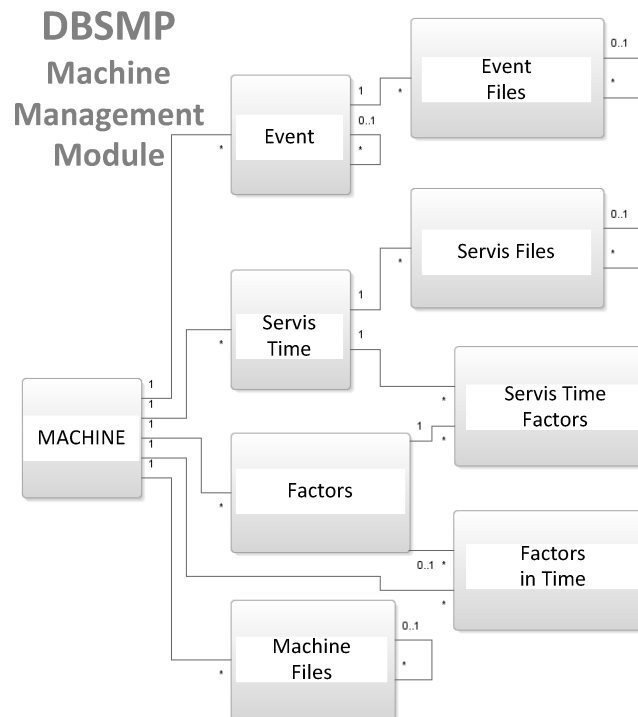 DBSMP
Machine
Management
Module
0..1
*
Event
Files
1
*
0..1
*
Event
*
0..1
*
Servis Files
1
*
1
Servis
Time
*
Servis Time
Factors
*
*
1
1
1
1
1
1
MACHINE
Factors
*
Factors
in Time
0..1
*
*
0..1
*
Machine
Files
*